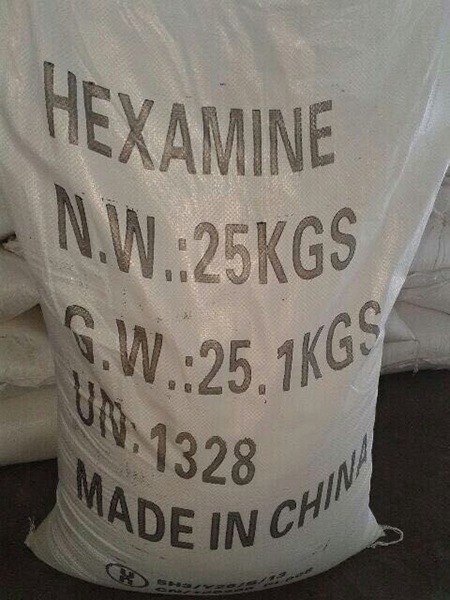 HEXAMINE
N.W.:25KGS
G.W.:25.1KGS
UN:1328
MADE IN CHINA